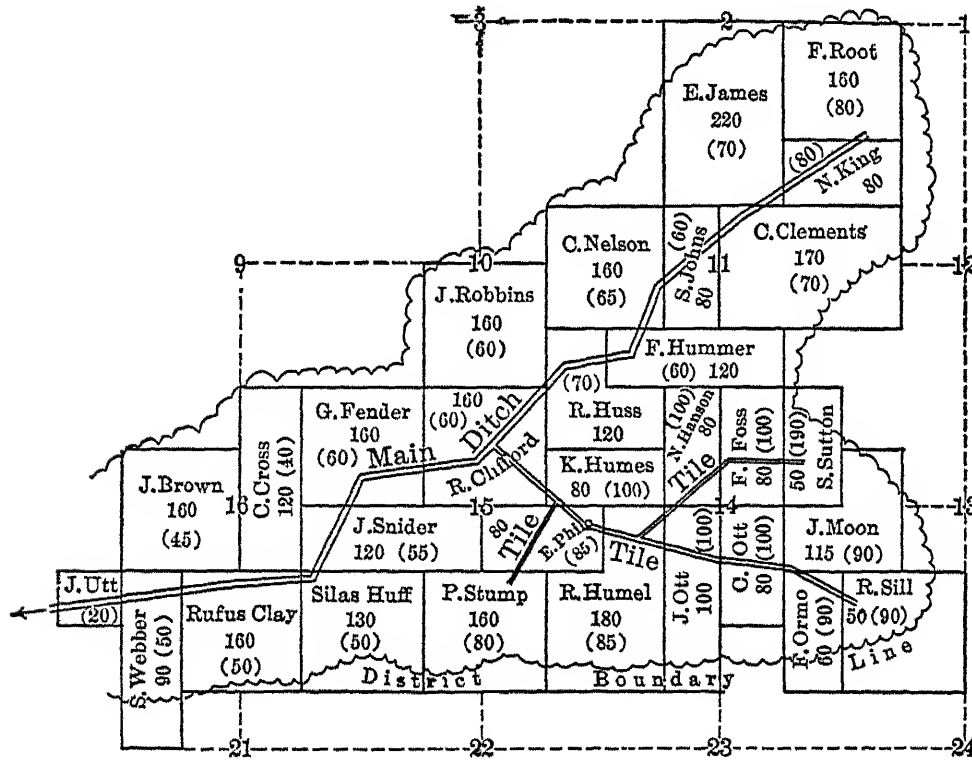 3
2
1
F. Root
160
(80)
E. James
220
(70)
(80)
N. King
80
9
10
C. Nelson
160
(65)
(60)
S. Johns
80
11
C. Clements
170
(70)
12
J. Robbins
160
(60)
F. Hummer
(60) 120
G. Fender
160
(60)
160
(60)
Main Ditch
(70)
R. Huss
120
(100)
N. Hanson
80
F. Foss
80 (100)
50 (190)
S. Sutton
C. Cross
120 (40)
R. Clifford
80
K. Humes
80 (100)
Tile
J. Brown
160
(45)
16
15
14
13
J. Snider
120 (55)
Tile
E. Phil
(85)
Tile
(100)
J. Ott
100
C. Ott
80 (100)
J. Moon
115 (90)
J. Utt
(20)
S. Webber
90 (50)
Rufus Clay
160
(50)
Silas Huff
130
(50)
P. Stump
160
(80)
R. Humel
180
(85)
F. Ormo
60 (90)
R. Sill
50 (90)
District Boundary Line
21
22
23
24